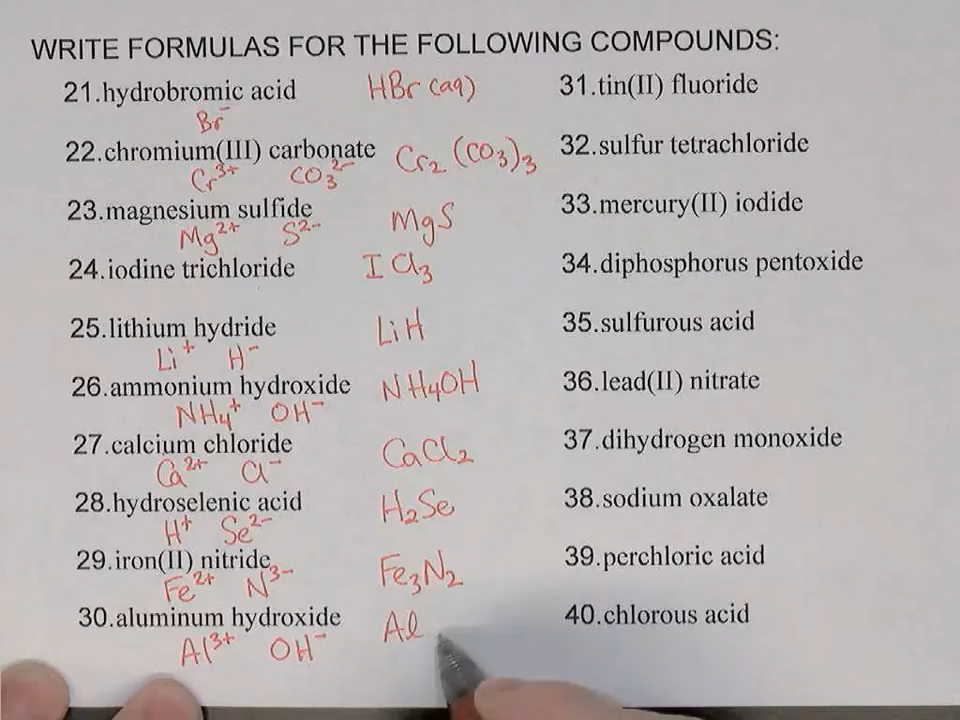 WRITE FORMULAS FOR THE FOLLOWING COMPOUNDS:
21.hydrobromic acid HBr (aq)
Br⁻
22.chromium(III) carbonate Cr₂ (CO₃)₃
Cr³⁺ CO₃²⁻
23.magnesium sulfide MgS
Mg²⁺ S²⁻
24.iodine trichloride ICl₃
25.lithium hydride LiH
Li⁺ H⁻
26.ammonium hydroxide NH₄OH
NH₄⁺ OH⁻
27.calcium chloride CaCl₂
Ca²⁺ Cl⁻
28.hydroselenic acid H₂Se
H⁺ Se²⁻
29.iron(II) nitride Fe₃N₂
Fe²⁺ N³⁻
30.aluminum hydroxide Al
Al³⁺ OH⁻
31.tin(II) fluoride
32.sulfur tetrachloride
33.mercury(II) iodide
34.diphosphorus pentoxide
35.sulfurous acid
36.lead(II) nitrate
37.dihydrogen monoxide
38.sodium oxalate
39.perchloric acid
40.chlorous acid